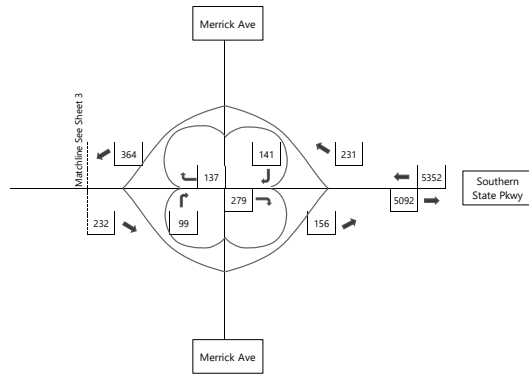 Merrick Ave
Matchline See Sheet 3
364
141
231
137
5352
Southern
State Pkwy
279
5092
232
99
156
Merrick Ave